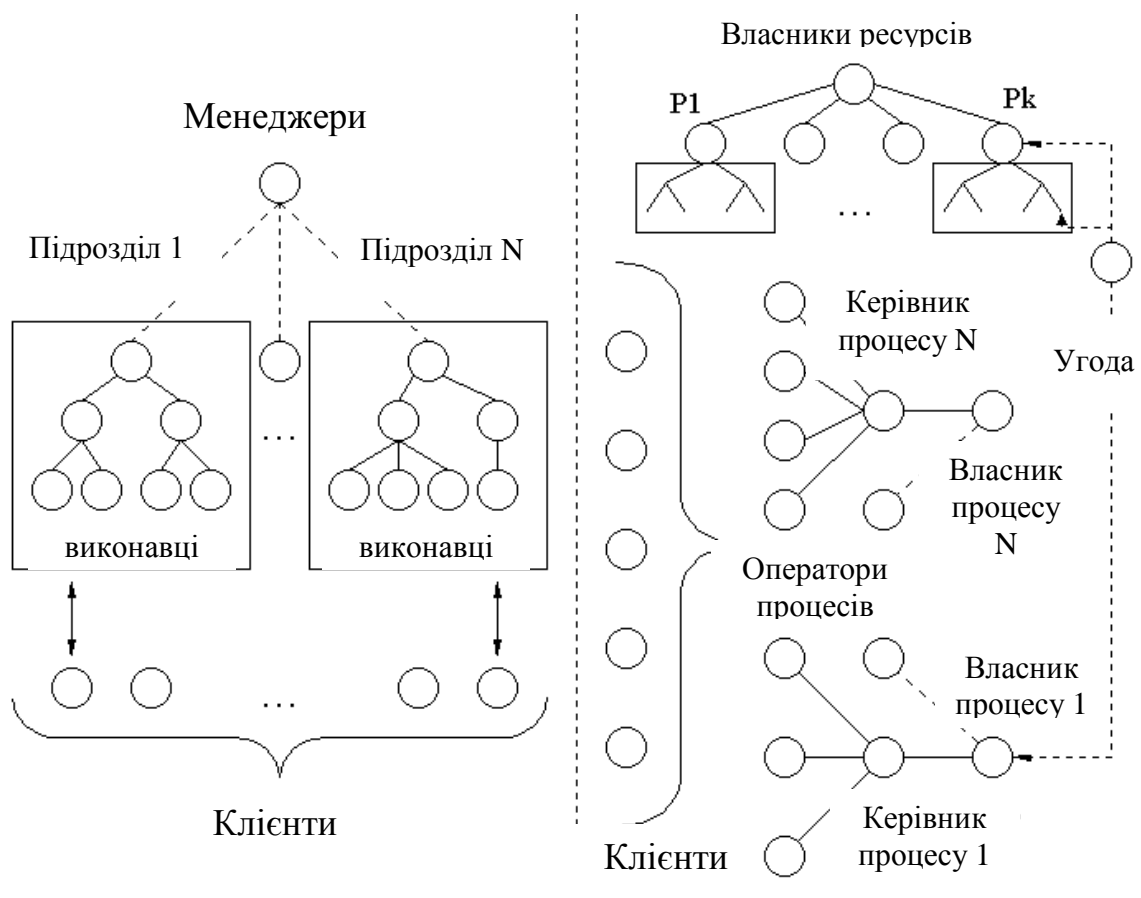 Менеджери
Підрозділ 1
Підрозділ N
...
виконавці
виконавці
...
Клієнти
Власники ресурсів
P1
Pk
...
Керівник
процесу N
Угода
Власник
процесу
N
Оператори
процесів
Власник
процесу 1
Керівник
процесу 1
Клієнти